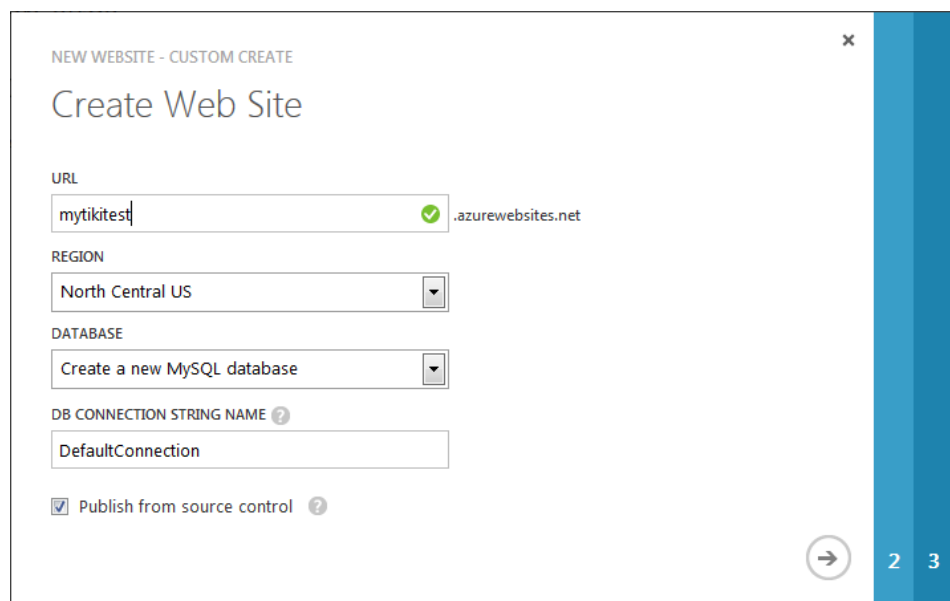 NEW WEBSITE - CUSTOM CREATE
Create Web Site
URL
mytikitest .azurewebsites.net
REGION
North Central US
DATABASE
Create a new MySQL database
DB CONNECTION STRING NAME ?
DefaultConnection
Publish from source control ?
2 3